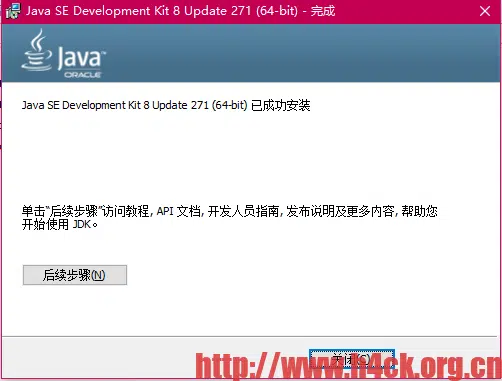 Java SE Development Kit 8 Update 271 (64-bit) - 完成
Java
ORACLE
Java SE Development Kit 8 Update 271 (64-bit) 已成功安装
单击“后续步骤”访问教程, API 文档, 开发人员指南, 发布说明及更多内容, 帮助您
开始使用 JDK。
后续步骤(N)
关闭(C)
http://www.h4ck.org.cn